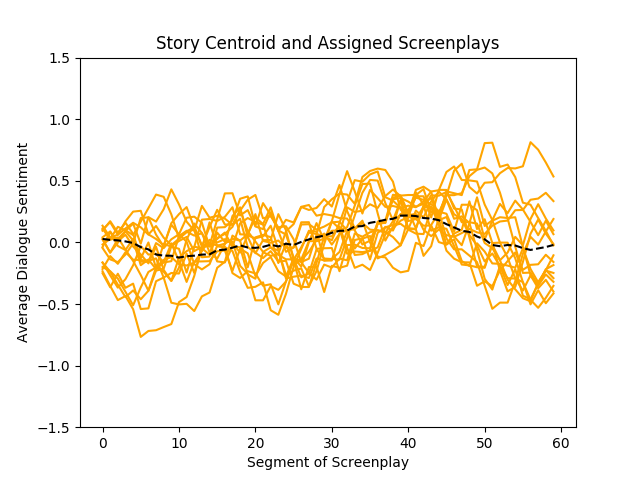 Story Centroid and Assigned Screenplays
1.5
1.0
0.5
0.0
−0.5
−1.0
−1.5
Average Dialogue Sentiment
0 10 20 30 40 50 60
Segment of Screenplay